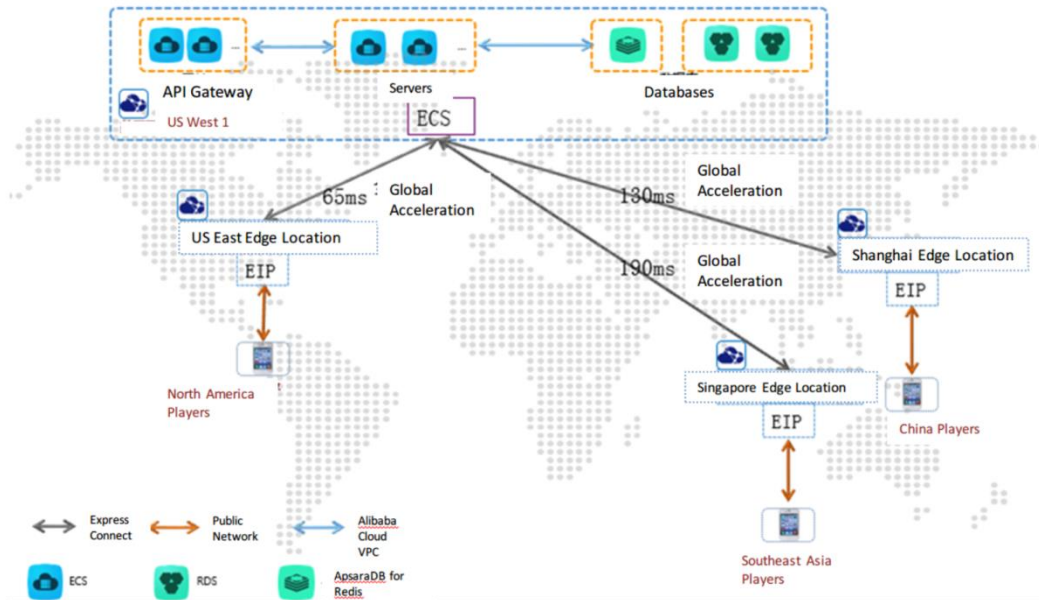 API Gateway
Servers
Databases
US West 1
ECS
65ms
Global
Acceleration
130ms
Global
Acceleration
190ms
Global
Acceleration
US East Edge Location
EIP
Shanghai Edge Location
EIP
Singapore Edge Location
EIP
North America
Players
China Players
Southeast Asia
Players
Express
Connect
Public
Network
Alibaba
Cloud
VPC
ECS
RDS
ApsaraDB for
Redis